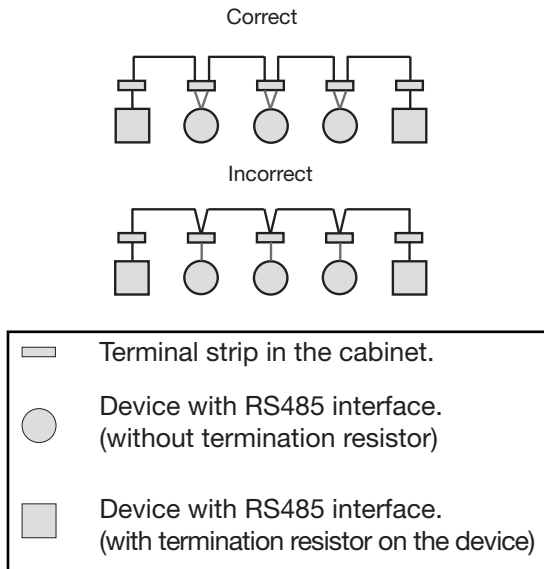 Correct
Incorrect
Terminal strip in the cabinet.
Device with RS485 interface.
(without termination resistor)
Device with RS485 interface.
(with termination resistor on the device)